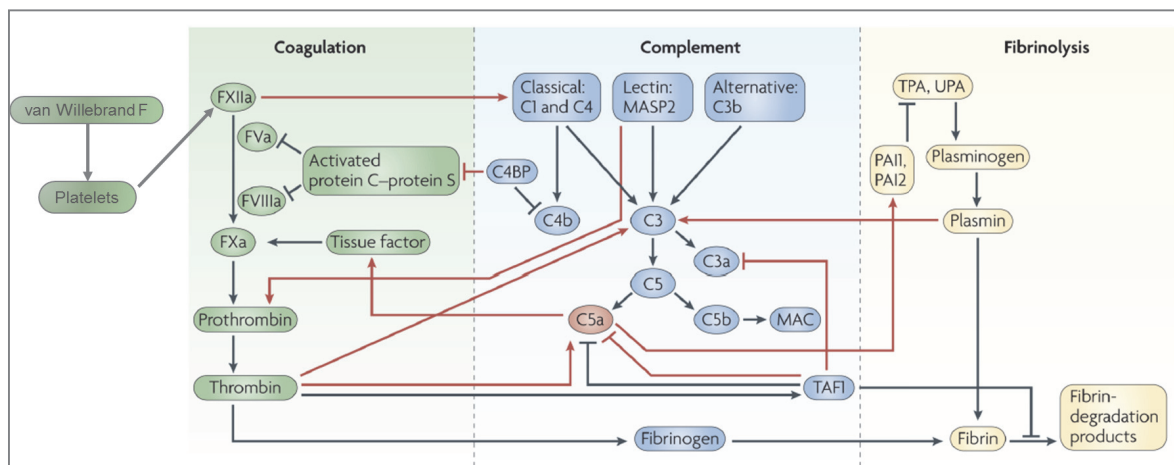 Coagulation
Complement
Fibrinolysis
van Willebrand F
Platelets
FXIIa
FVa
FVIIIa
Activated
protein C–protein S
FXa
Tissue factor
Prothrombin
Thrombin
Classical:
C1 and C4
Lectin:
MASP2
Alternative:
C3b
C4BP
C4b
C3
C3a
C5
C5a
C5b
MAC
TAFI
Fibrinogen
TPA, UPA
PAI1,
PAI2
Plasminogen
Plasmin
Fibrin
Fibrin-
degradation
products